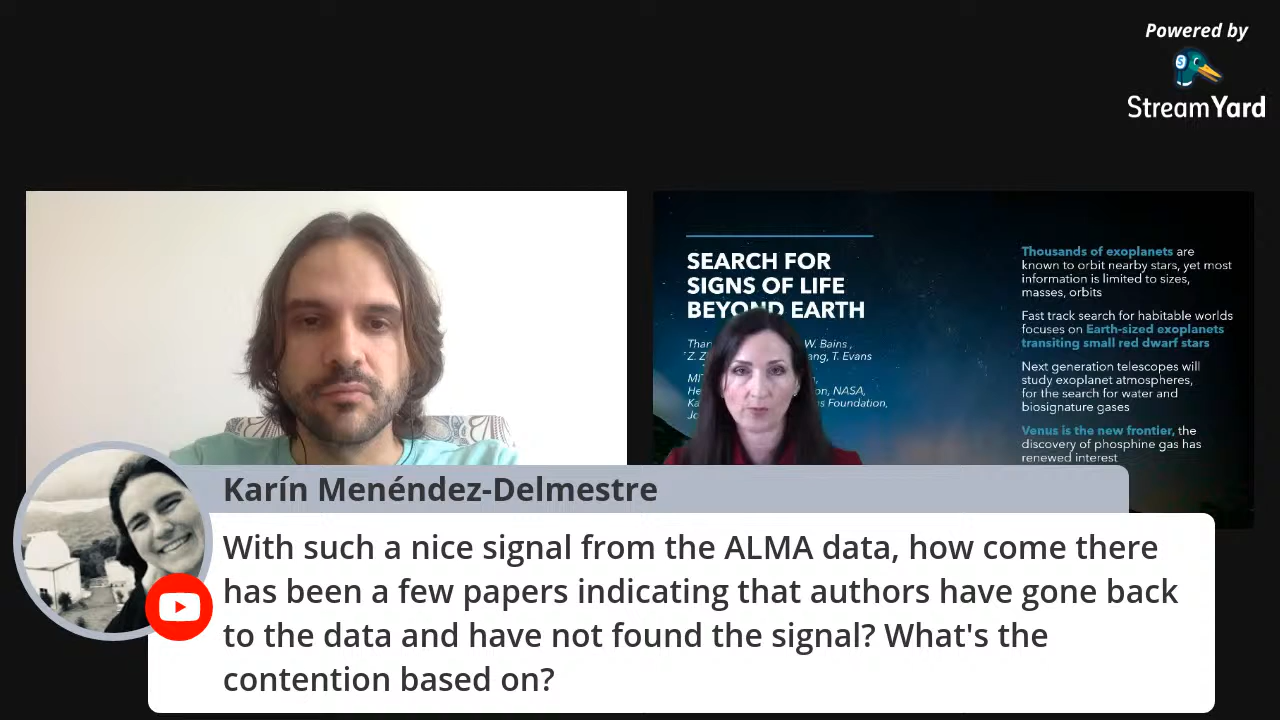 Powered by
S
StreamYard
SEARCH FOR
SIGNS OF LIFE
BEYOND EARTH
W. Bains,
Z.
ang, T. Evans
on, NASA,
s Foundation,
Thousands of exoplanets are
known to orbit nearby stars, yet most
information is limited to sizes,
masses, orbits
Fast track search for habitable worlds
focuses on Earth-sized exoplanets
transiting small red dwarf stars
Next generation telescopes will
study exoplanet atmospheres,
for the search for water and
biosignature gases
Venus is the new frontier, the
discovery of phosphine gas has
renewed interest
Karín Menéndez-Delmestre
With such a nice signal from the ALMA data, how come there
has been a few papers indicating that authors have gone back
to the data and have not found the signal? What's the
contention based on?